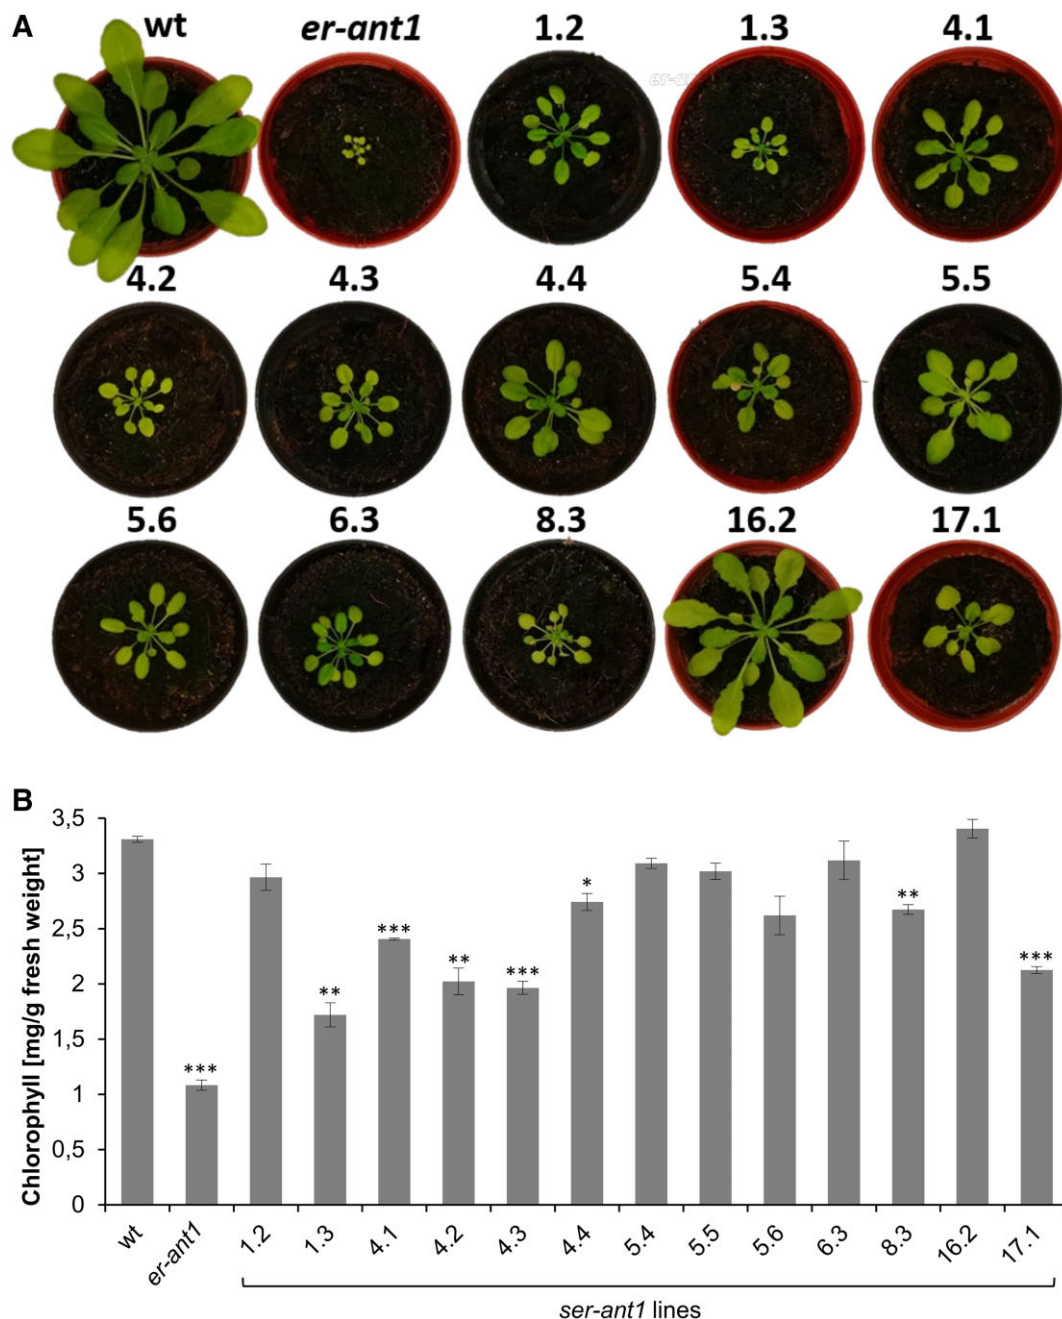 A
wt er-ant1 1.2 1.3 4.1
4.2 4.3 4.4 5.4 5.5
5.6 6.3 8.3 16.2 17.1
B
Chlorophyll [mg/g fresh weight]
3,5
3
2,5
2
1,5
1
0,5
0
***
**
***
**
***
*
**
***
wt er-ant1 1.2 1.3 4.1 4.2 4.3 4.4 5.4 5.5 5.6 6.3 8.3 16.2 17.1
ser-ant1 lines